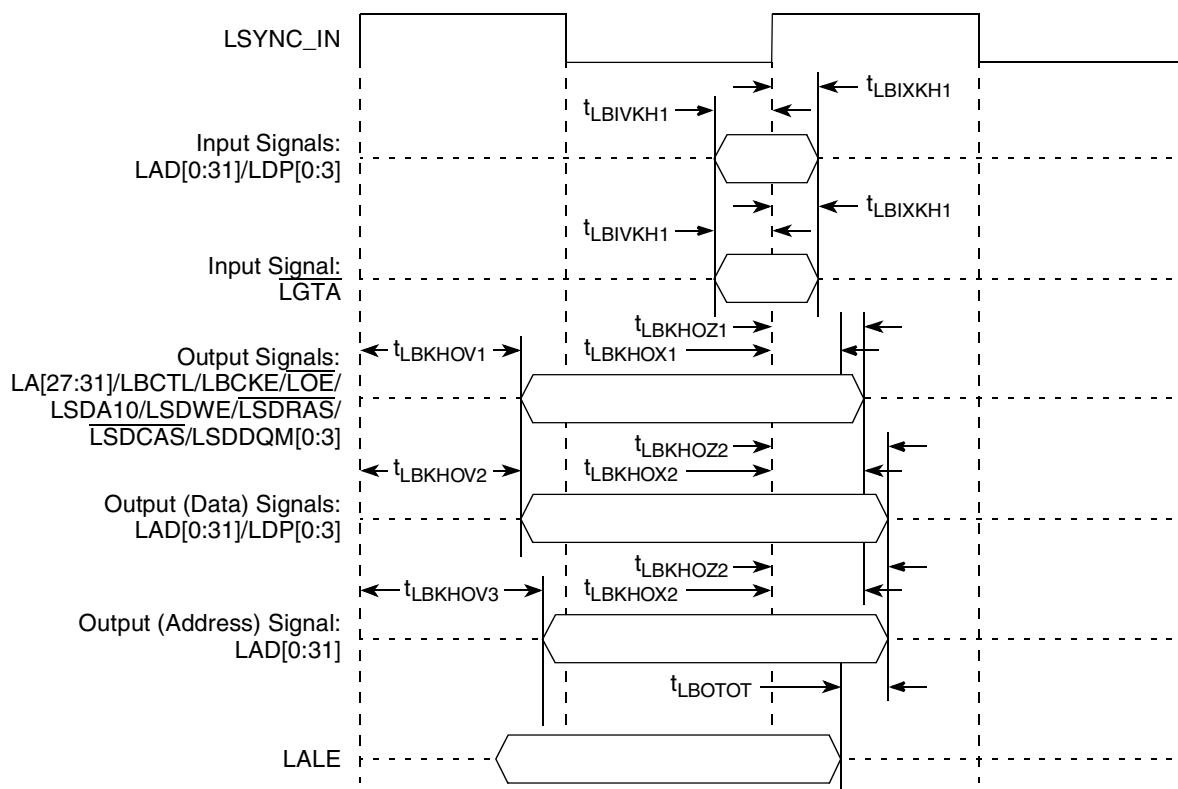 LSYNC_IN
tLBIXKH1
tLBIVKH1
Input Signals:
LAD[0:31]/LDP[0:3]
tLBIXKH1
tLBIVKH1
Input Signal:
LGTA
tLBKHOZ1
tLBKHOV1
tLBKHOX1
Output Signals:
LA[27:31]/LBCTL/LBCKE/LOE/
LSDA10/LSDWE/LSDRAS/
LSDCAS/LSDDQM[0:3]
tLBKHOZ2
tLBKHOV2
tLBKHOX2
Output (Data) Signals:
LAD[0:31]/LDP[0:3]
tLBKHOZ2
tLBKHOV3
tLBKHOX2
Output (Address) Signal:
LAD[0:31]
tLBOTOT
LALE